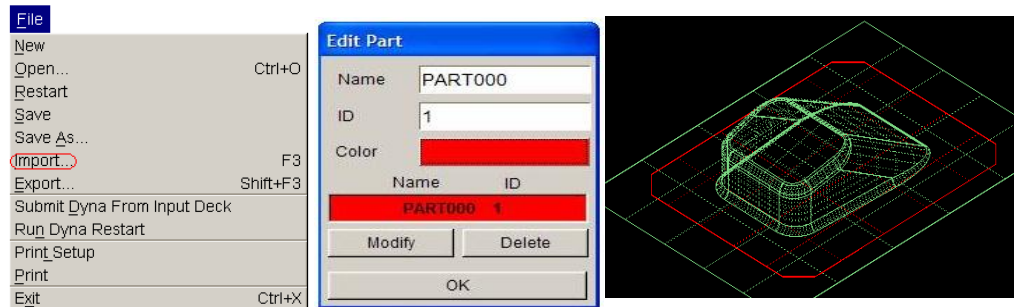 File
New
Open... Ctrl+O
Restart
Save
Save As...
Import... F3
Export... Shift+F3
Submit Dyna From Input Deck
Run Dyna Restart
Print Setup
Print
Exit Ctrl+X
Edit Part
Name PART000
ID 1
Color
Name ID
PART000 1
Modify Delete
OK